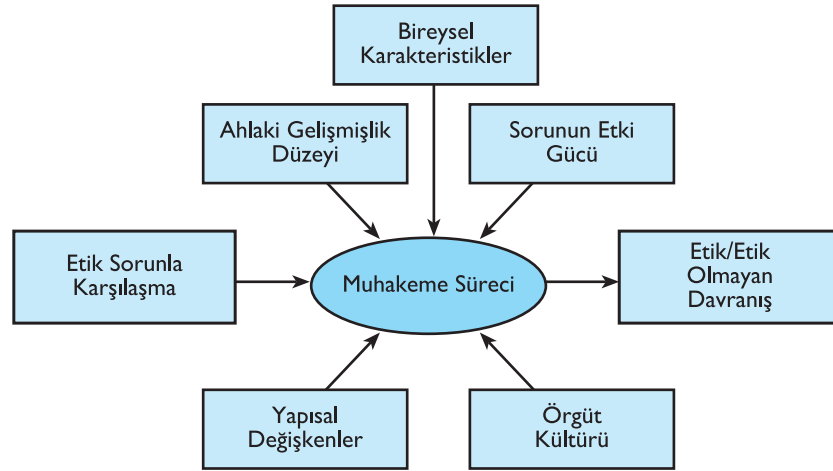 Bireysel
Karakteristikler
Ahlaki Gelişmişlik
Düzeyi
Sorunun Etki
Gücü
Etik Sorunla
Karşılaşma
Muhakeme Süreci
Etik/Etik
Olmayan
Davranış
Yapısal
Değişkenler
Örgüt
Kültürü